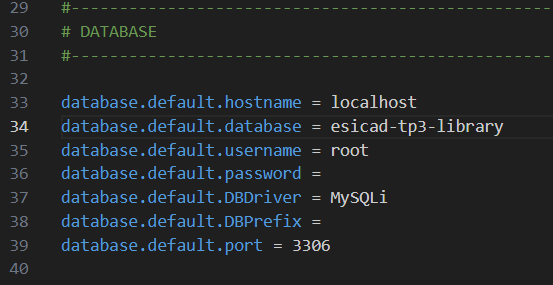 29 #-----------------------------------------------------
30 # DATABASE
31 #-----------------------------------------------------
32
33 database.default.hostname = localhost
34 database.default.database = esicad-tp3-library
35 database.default.username = root
36 database.default.password =
37 database.default.DBDriver = MySQLi
38 database.default.DBPrefix =
39 database.default.port = 3306
40